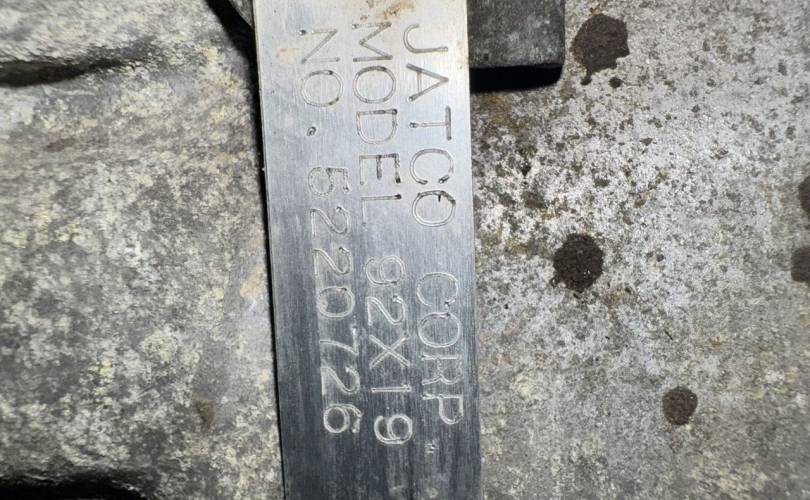 JATCO CORP.
MODEL 92X19
NO. 5220726